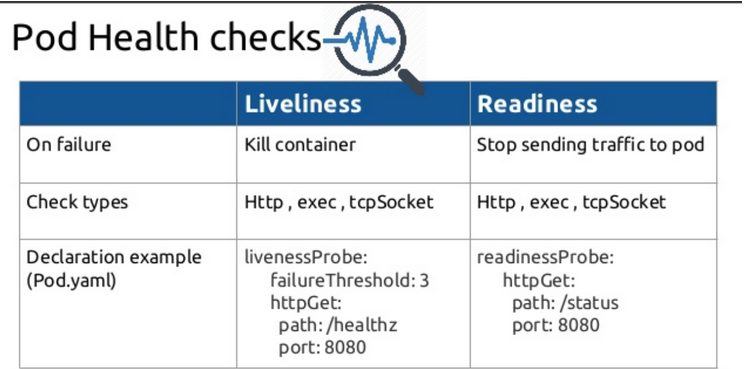 Pod Health checks
Liveliness Readiness
On failure Kill container Stop sending traffic to pod
Check types Http , exec , tcpSocket Http , exec , tcpSocket
Declaration example
(Pod.yaml)
livenessProbe:
failureThreshold: 3
httpGet:
path: /healthz
port: 8080
readinessProbe:
httpGet:
path: /status
port: 8080